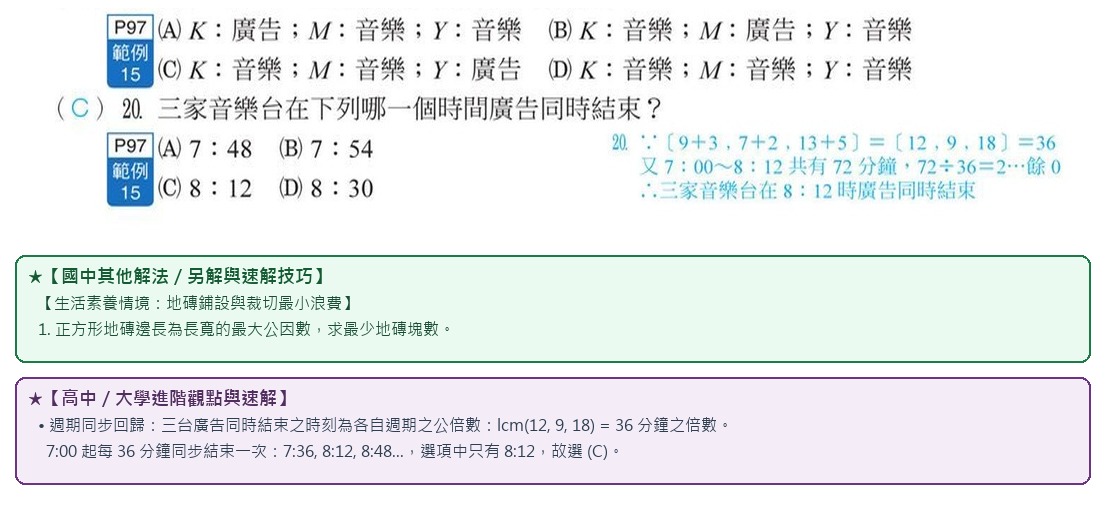 P97 範例 15 (A) K：廣告；M：音樂；Y：音樂 (B) K：音樂；M：廣告；Y：音樂
(C) K：音樂；M：音樂；Y：廣告 (D) K：音樂；M：音樂；Y：音樂
（ C ） 20. 三家音樂台在下列哪一個時間廣告同時結束？
P97 範例 15 (A) 7：48 (B) 7：54
(C) 8：12 (D) 8：30
20. ∵〔9+3，7+2，13+5〕＝〔12，9，18〕＝36
又 7：00～8：12 共有 72 分鐘，72÷36＝2…餘 0
∴三家音樂台在 8：12 時廣告同時結束
★【國中其他解法 / 另解與速解技巧】
【生活素養情境：地磚鋪設與裁切最小浪費】
1. 正方形地磚邊長為長寬的最大公因數，求最少地磚塊數。
★【高中 / 大學進階觀點與速解】
• 週期同步回歸：三台廣告同時結束之時刻為各自週期之公倍數：lcm(12, 9, 18) = 36 分鐘之倍數。
7:00 起每 36 分鐘同步結束一次：7:36, 8:12, 8:48...，選項中只有 8:12，故選 (C)。